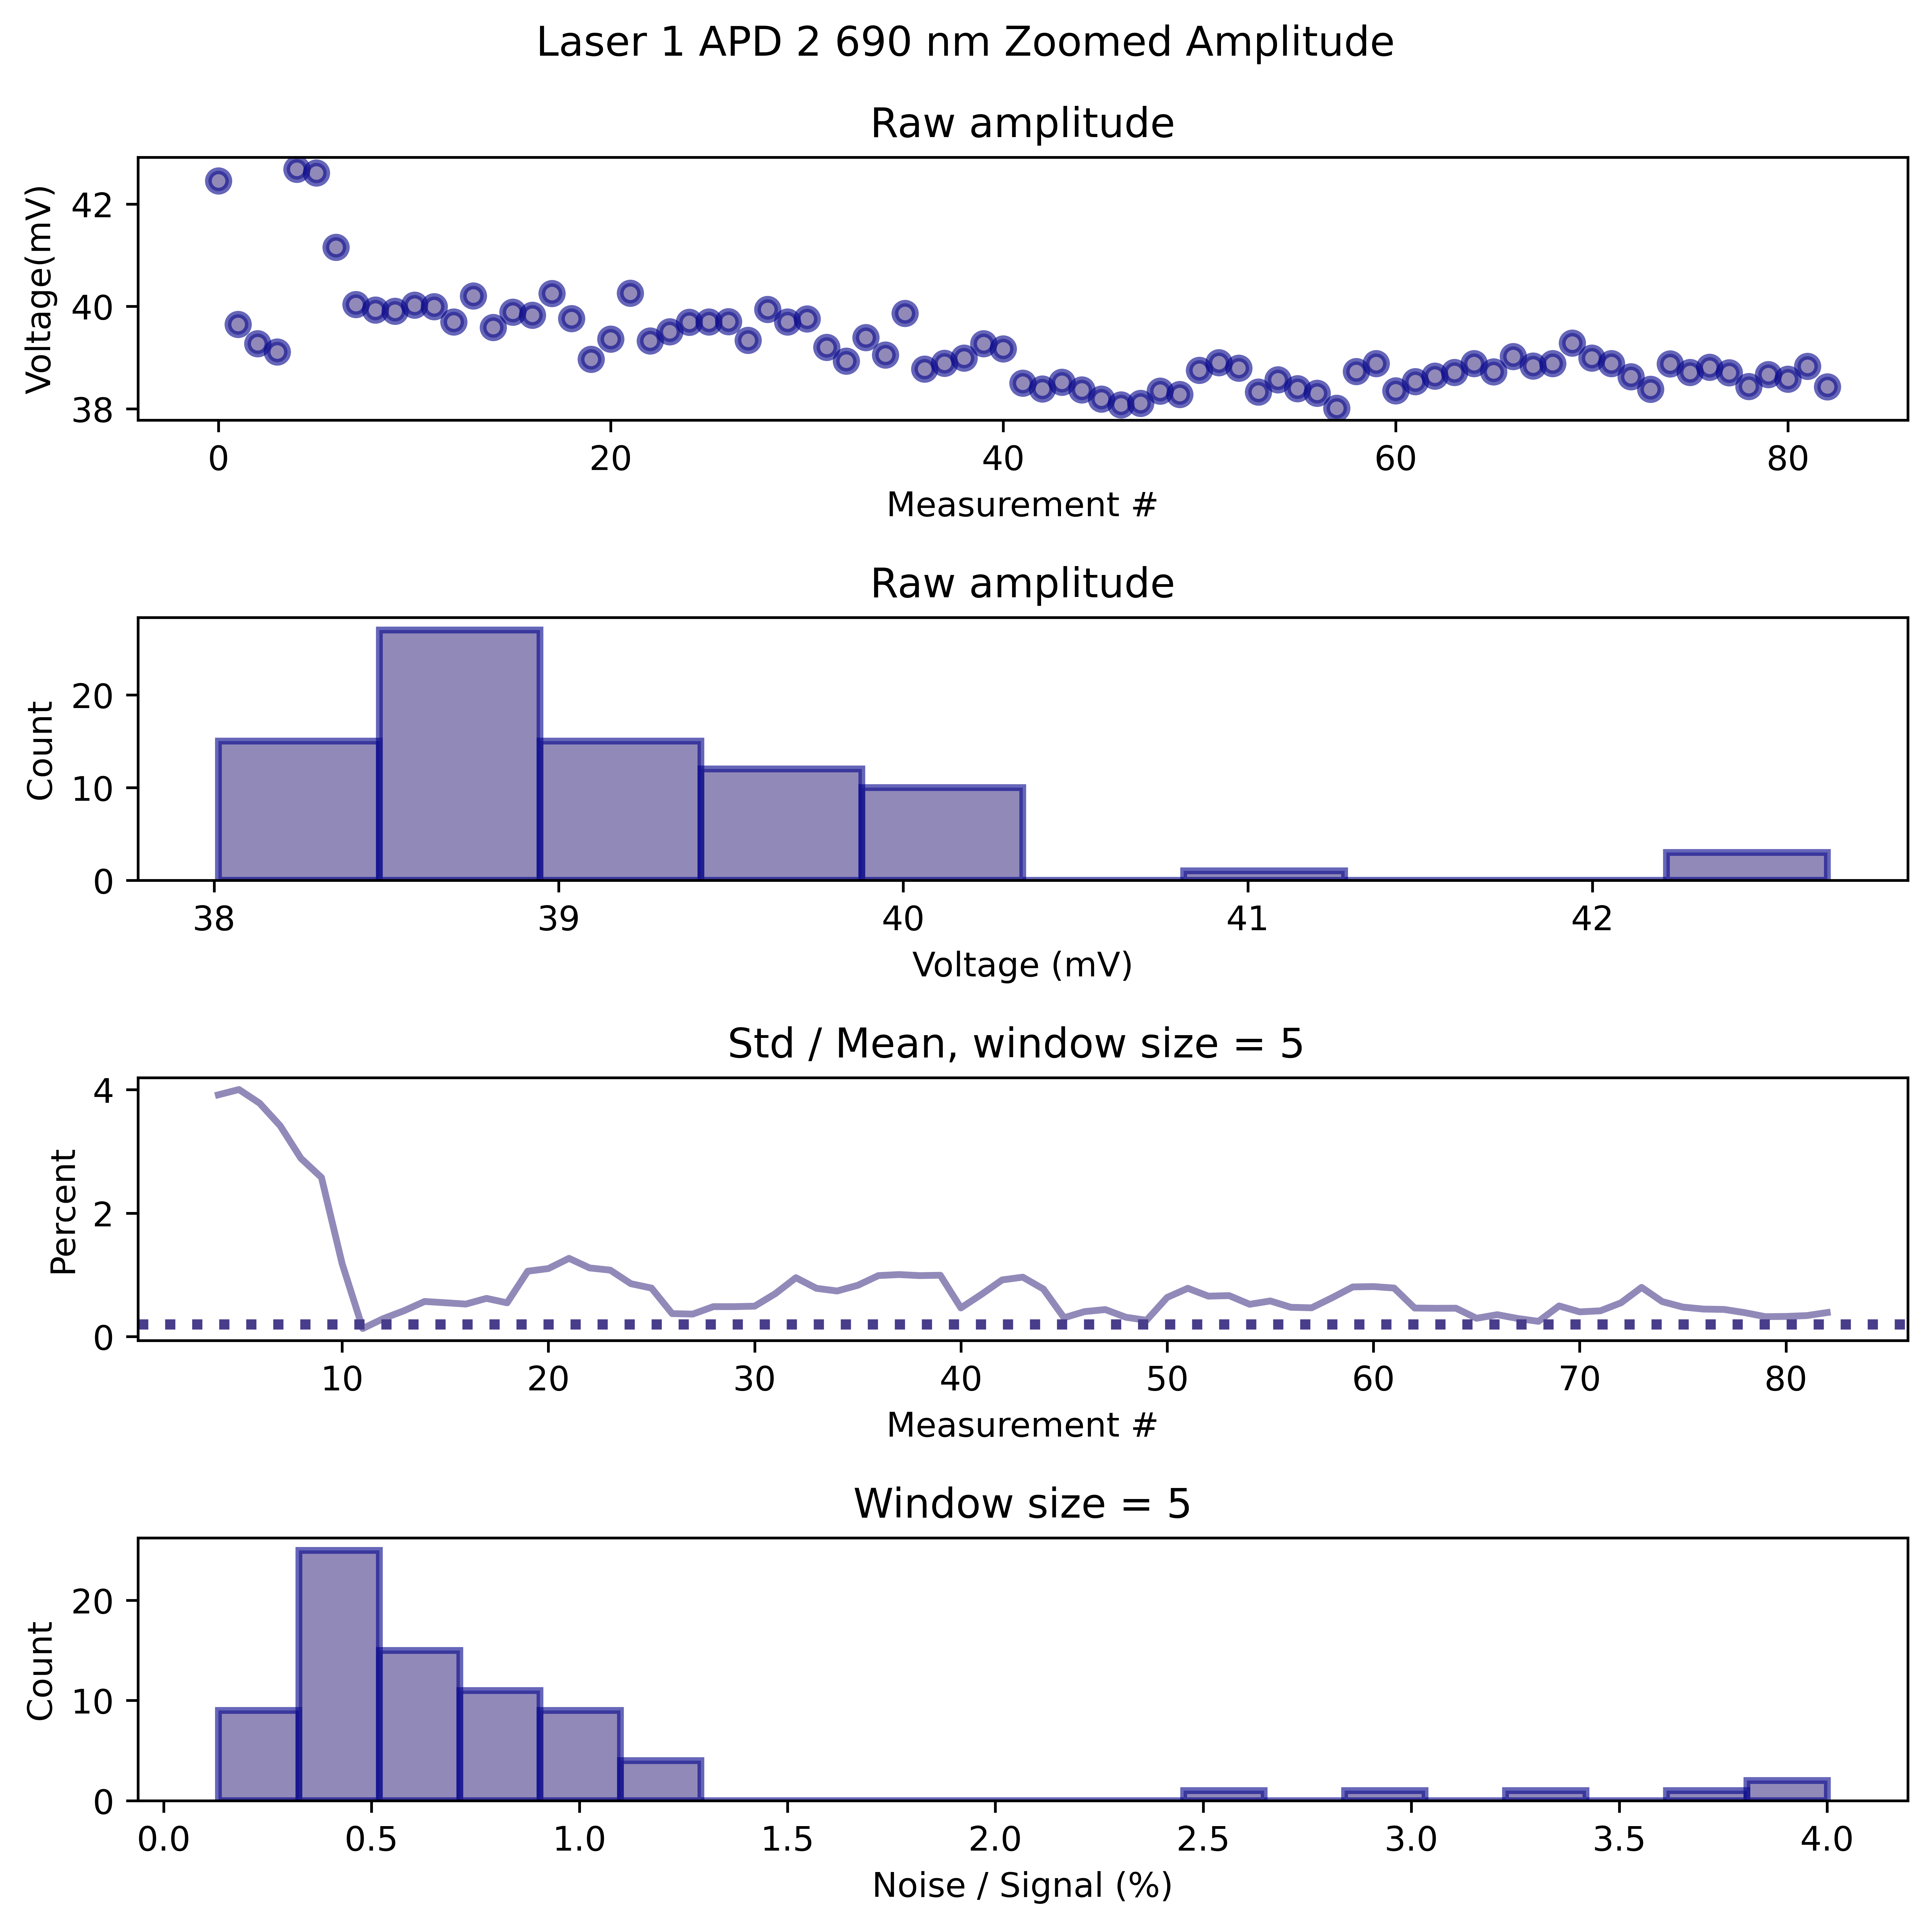 Laser 1 APD 2 690 nm Zoomed Amplitude
Raw amplitude
Voltage(mV)
42
40
38
0 20 40 60 80
Measurement #
Raw amplitude
Count
20
10
0
38 39 40 41 42
Voltage (mV)
Std / Mean, window size = 5
Percent
4
2
0
10 20 30 40 50 60 70 80
Measurement #
Window size = 5
Count
20
10
0
0.0 0.5 1.0 1.5 2.0 2.5 3.0 3.5 4.0
Noise / Signal (%)